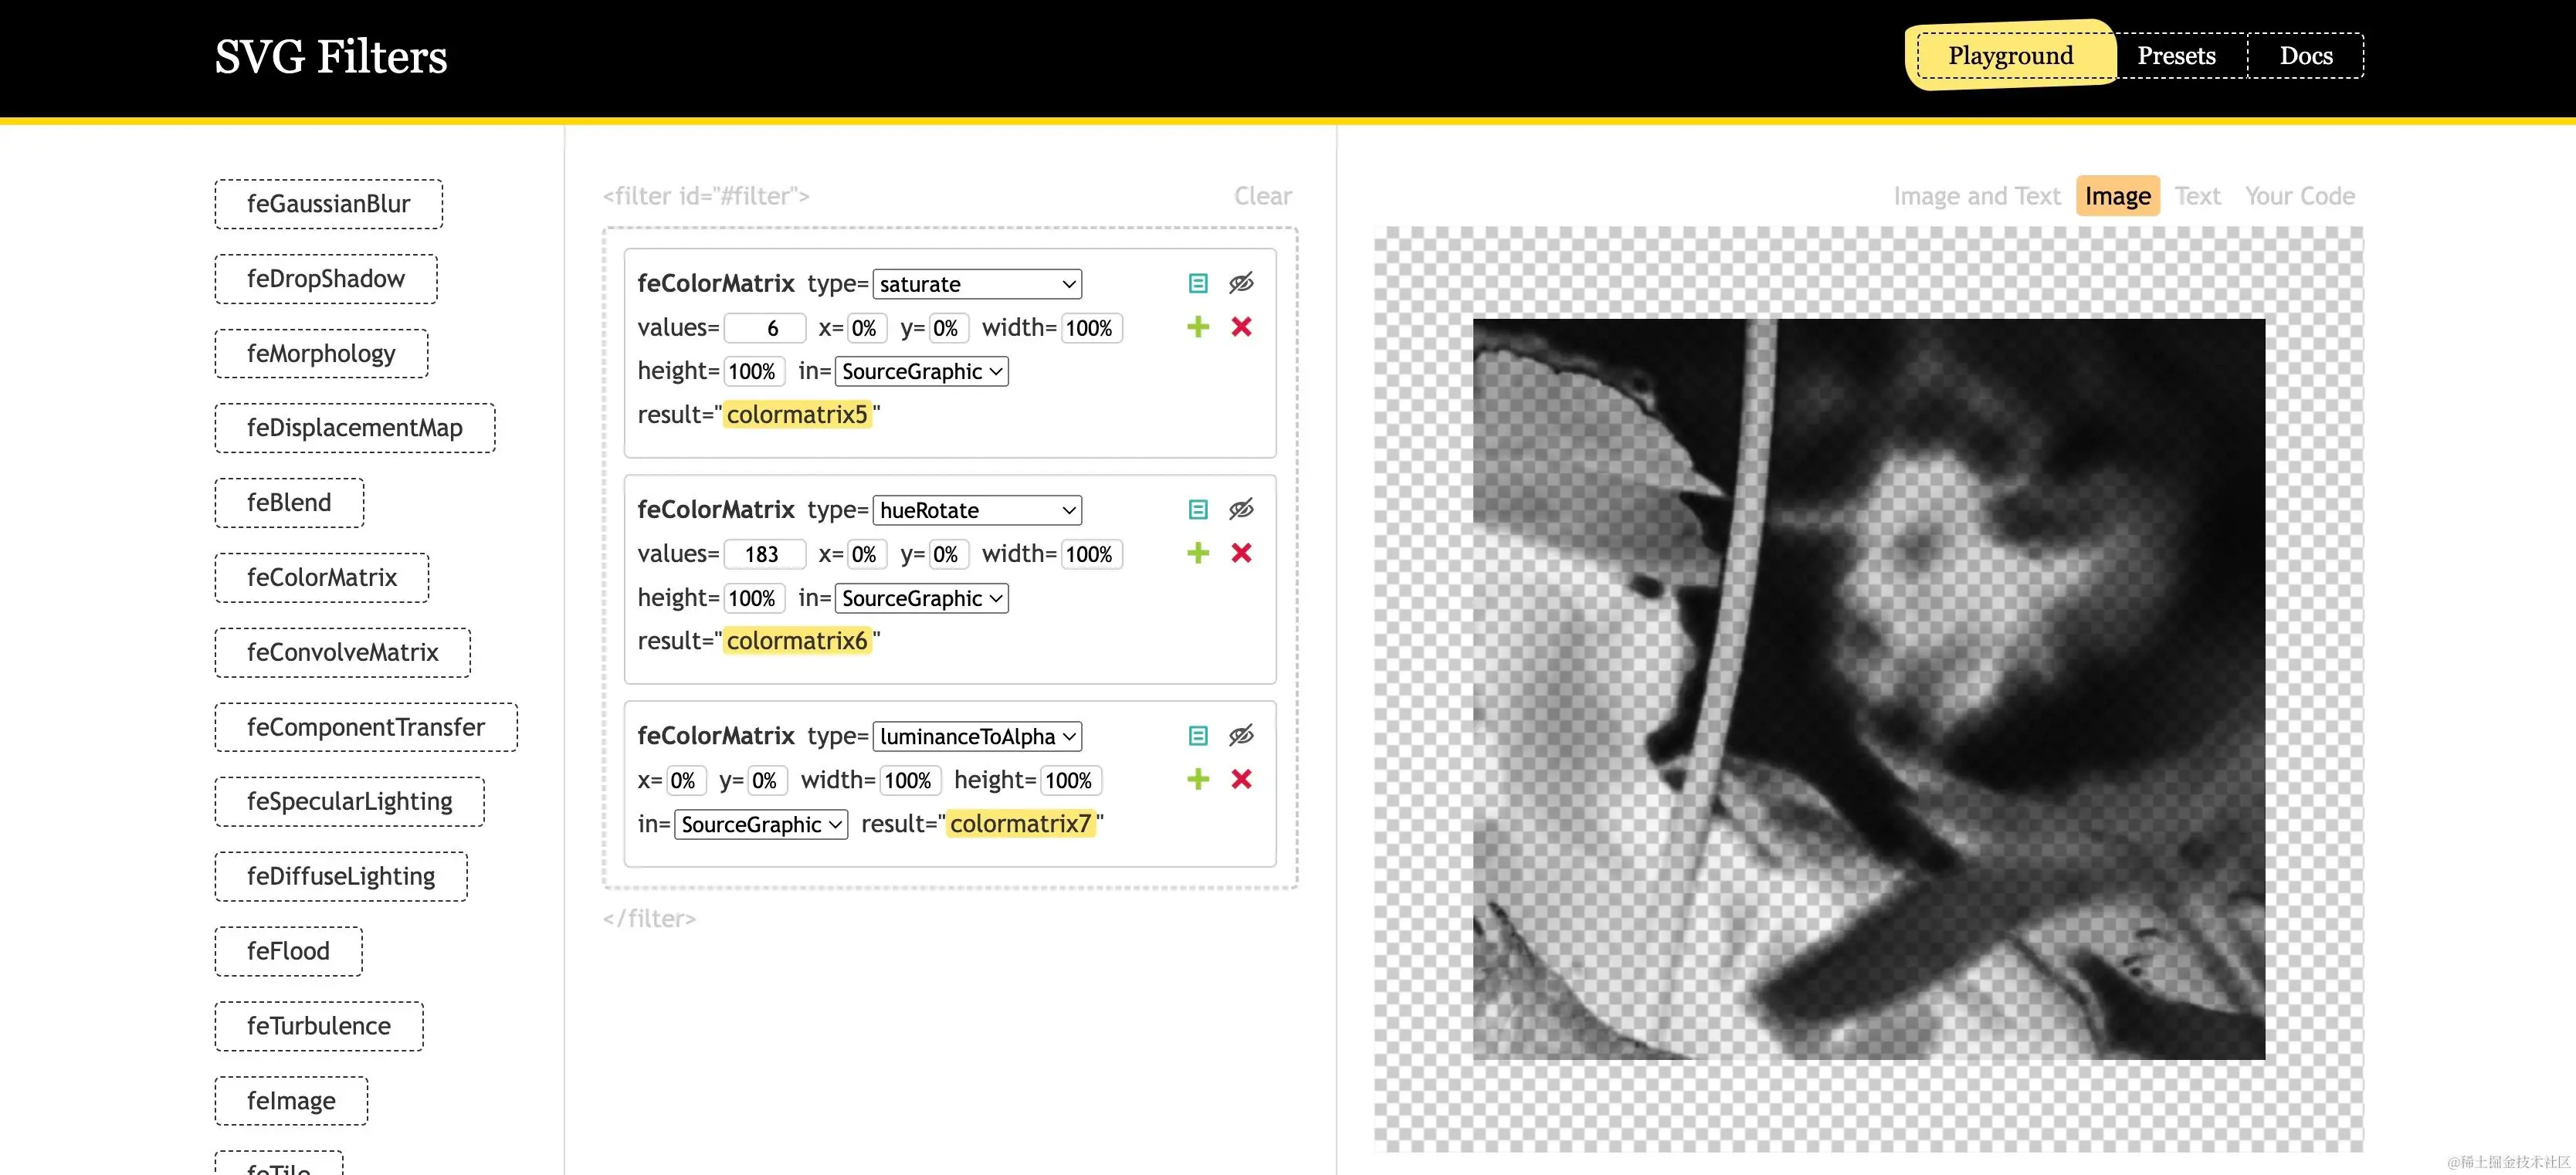 SVG Filters
Playground Presets Docs
feGaussianBlur
feDropShadow
feMorphology
feDisplacementMap
feBlend
feColorMatrix
feConvolveMatrix
feComponentTransfer
feSpecularLighting
feDiffuseLighting
feFlood
feTurbulence
feImage
feTile
<filter id="#filter"> Clear
feColorMatrix type= saturate
values= 6 x= 0% y= 0% width= 100%
height= 100% in= SourceGraphic
result="colormatrix5"
feColorMatrix type= hueRotate
values= 183 x= 0% y= 0% width= 100%
height= 100% in= SourceGraphic
result="colormatrix6"
feColorMatrix type= luminanceToAlpha
x= 0% y= 0% width= 100% height= 100%
in= SourceGraphic result="colormatrix7"
</filter>
Image and Text Image Text Your Code
@稀土掘金技术社区